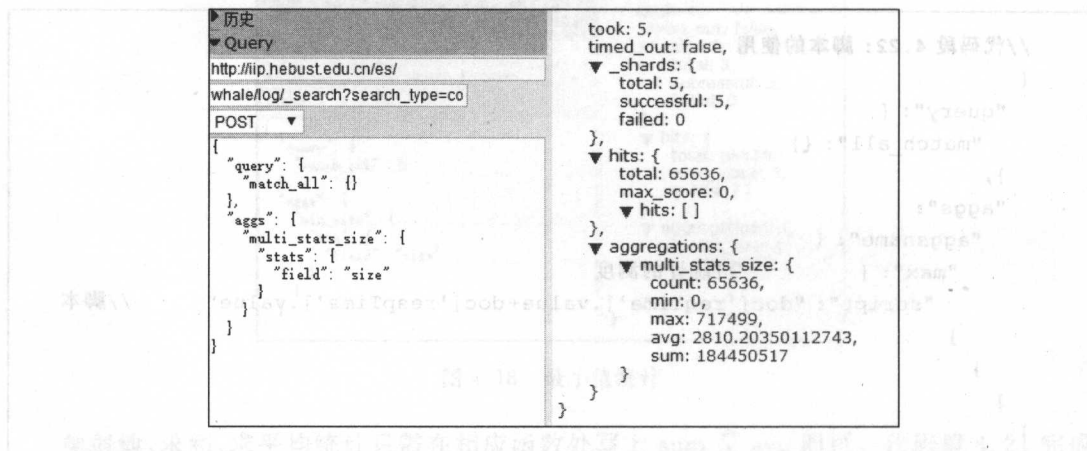 历史
Query
http://iip.hebust.edu.cn/es/
whale/log/_search?search_type=co
POST
{
"query": {
"match_all": {}
},
"aggs": {
"multi_stats_size": {
"stats": {
"field": "size"
}
}
}
}
took: 5,
timed_out: false,
_shards: {
total: 5,
successful: 5,
failed: 0
},
hits: {
total: 65636,
max_score: 0,
hits: [ ]
},
aggregations: {
multi_stats_size: {
count: 65636,
min: 0,
max: 717499,
avg: 2810.20350112743,
sum: 184450517
}
}
}